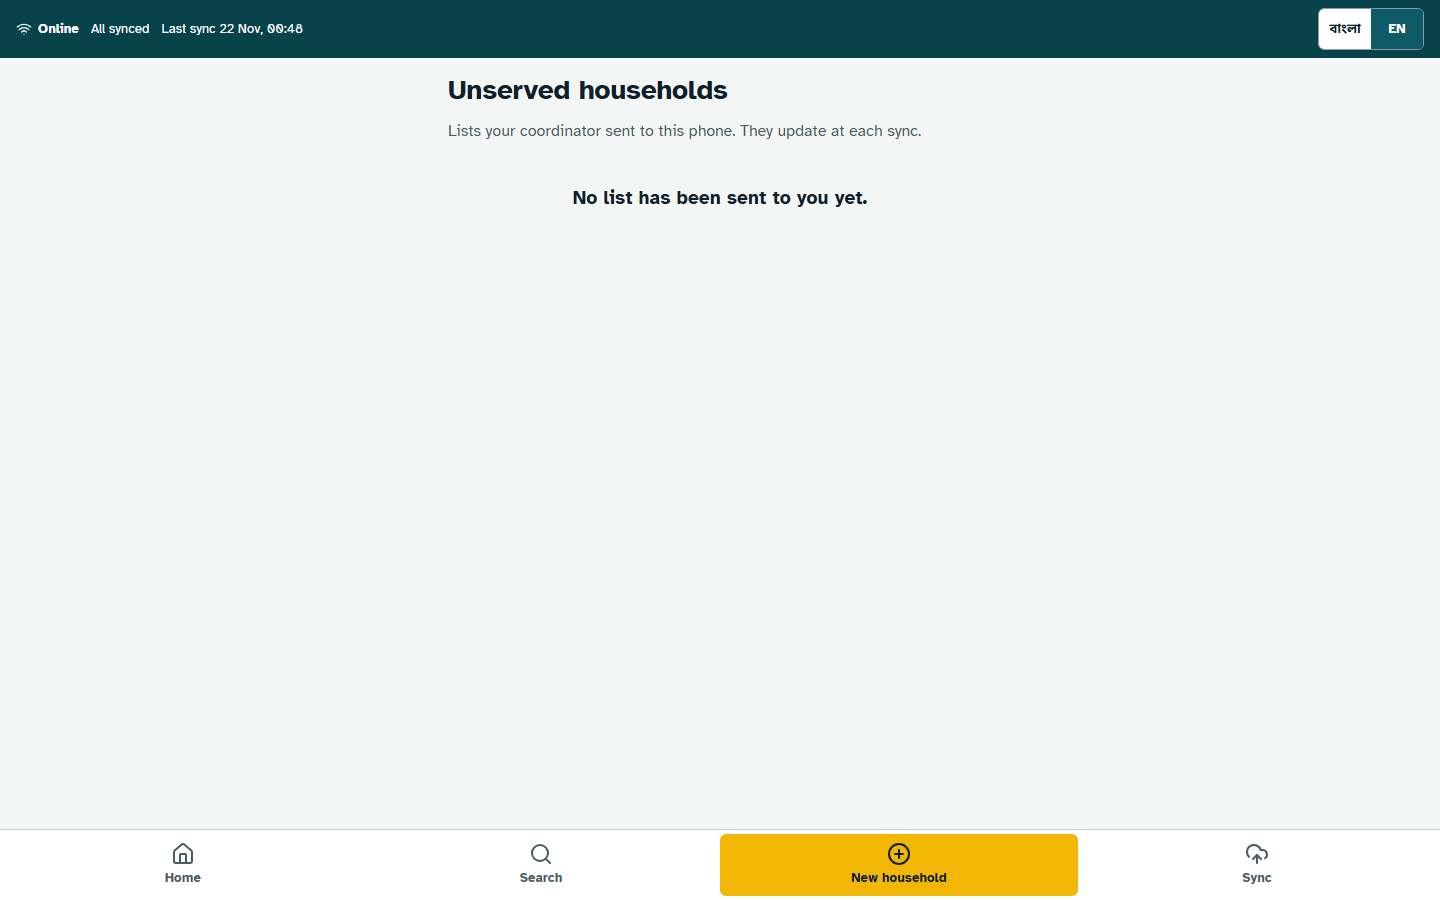 Online All synced Last sync 22 Nov, 00:48
বাংলা EN
Unserved households
Lists your coordinator sent to this phone. They update at each sync.
No list has been sent to you yet.
Home Search New household Sync